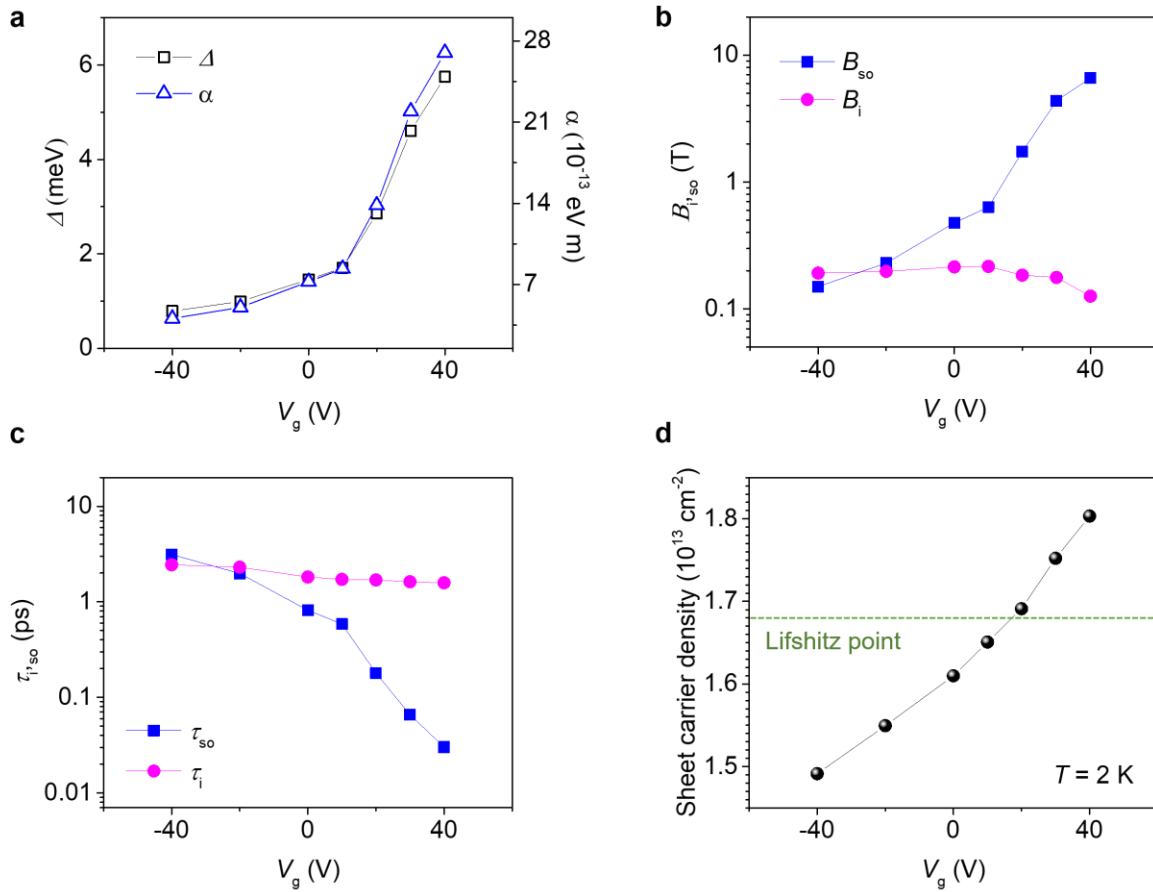 a
Δ
α
Δ (meV)
6
4
2
0
28
21
14
7
α (10⁻¹³ eV m)
-40
0
40
V_g (V)
b
B_so
B_i
B_i,so (T)
10
1
0.1
-40
0
40
V_g (V)
c
τ_i,so (ps)
10
1
0.1
0.01
τ_so
τ_i
-40
0
40
V_g (V)
d
Sheet carrier density (10¹³ cm⁻²)
1.8
1.7
1.6
1.5
Lifshitz point
T = 2 K
-40
0
40
V_g (V)